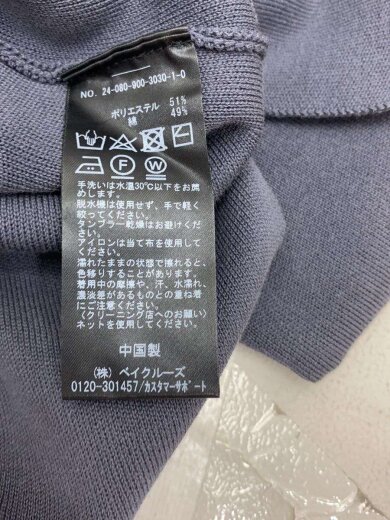 NO. 24-080-900-3030-1-0
ポリエステル 51%
綿 49%
手洗いは水温30℃以下をお薦
めします。
脱水機は使用せず、手で軽く
絞ってください。
タンブラー乾燥はお避けくだ
さい。
アイロンは当て布を使用して
ください。
濡れたままの状態で擦れると、
色移りすることがあります。
着用中の摩擦や、汗、水濡れ、
濃淡差があるものとの重ね着
にご注意ください。
(クリーニング店へのお願い)
ネットを使用してください。
中国製
(株) ベイクルーズ
0120-301457/カスタマーサポート